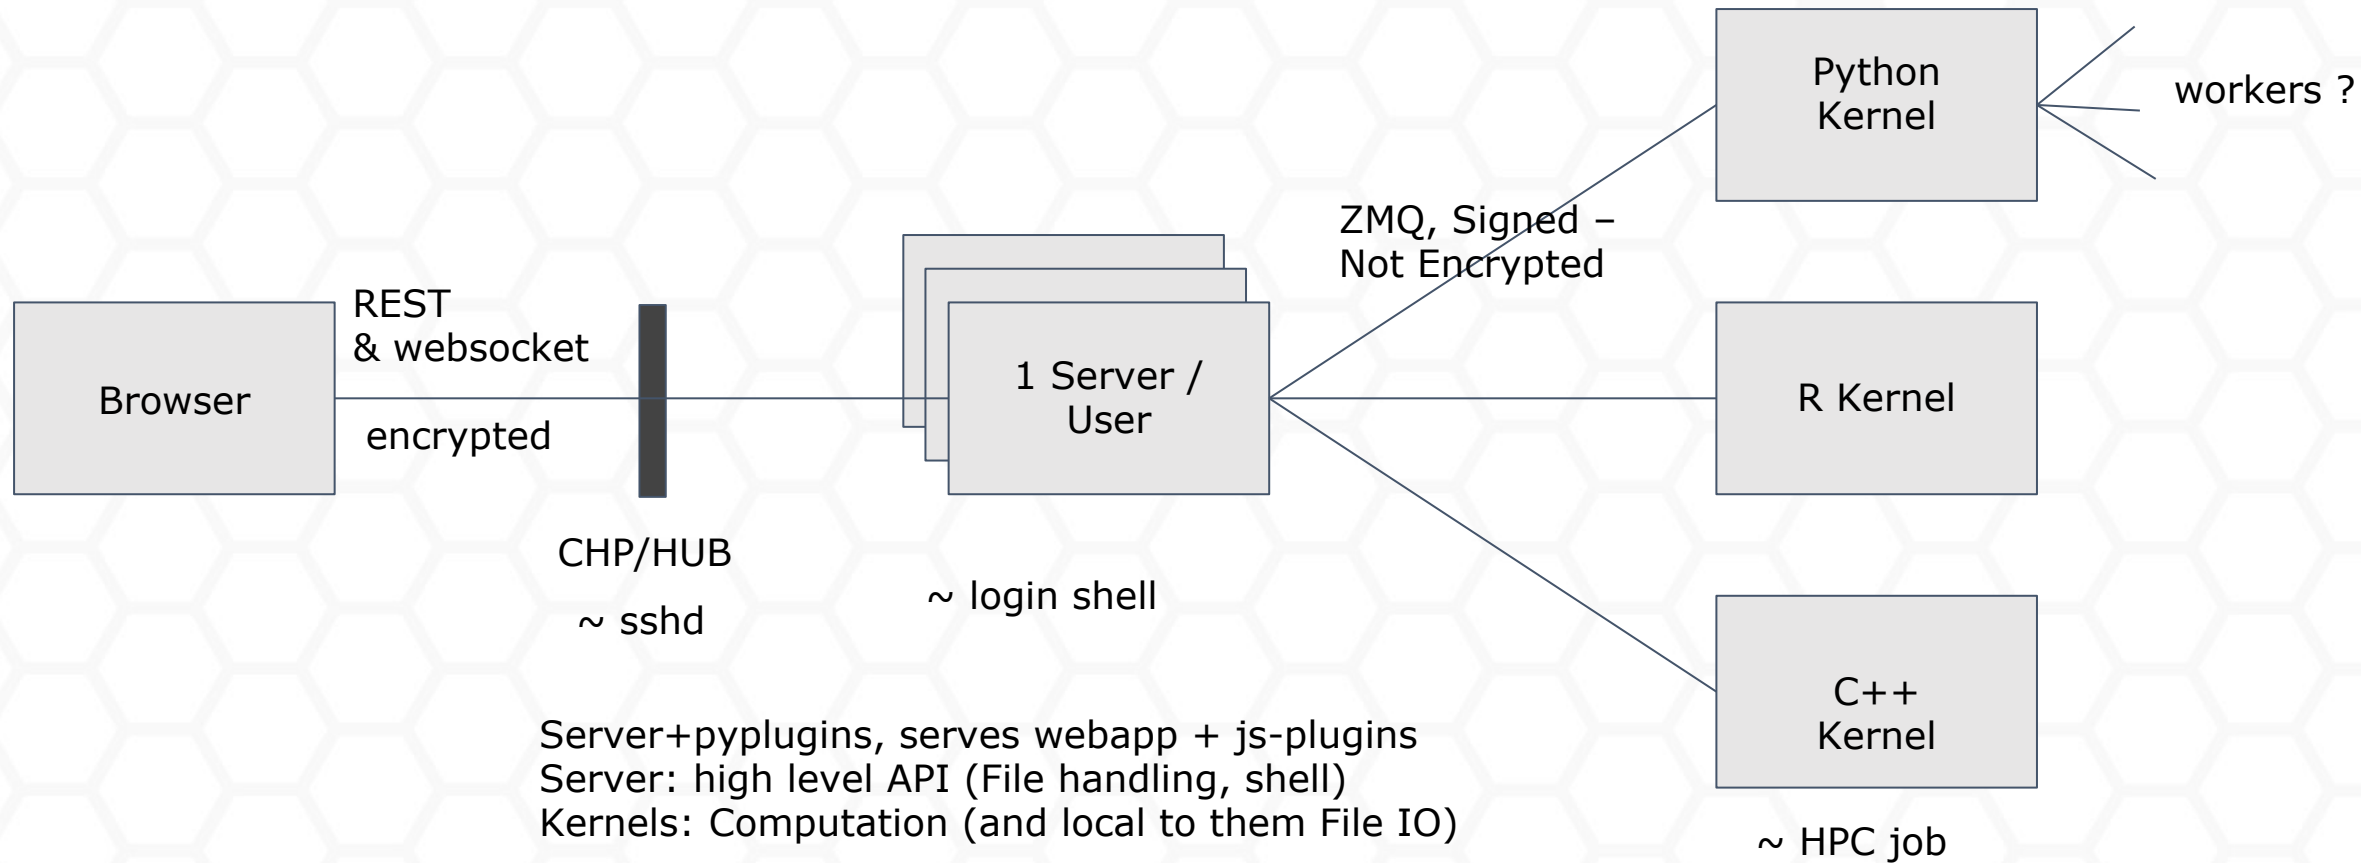 Python
Kernel
workers ?
ZMQ, Signed –
Not Encrypted
REST
& websocket
encrypted
Browser
1 Server /
User
R Kernel
CHP/HUB
~ sshd
~ login shell
C++
Kernel
Server+pyplugins, serves webapp + js-plugins
Server: high level API (File handling, shell)
Kernels: Computation (and local to them File IO)
~ HPC job